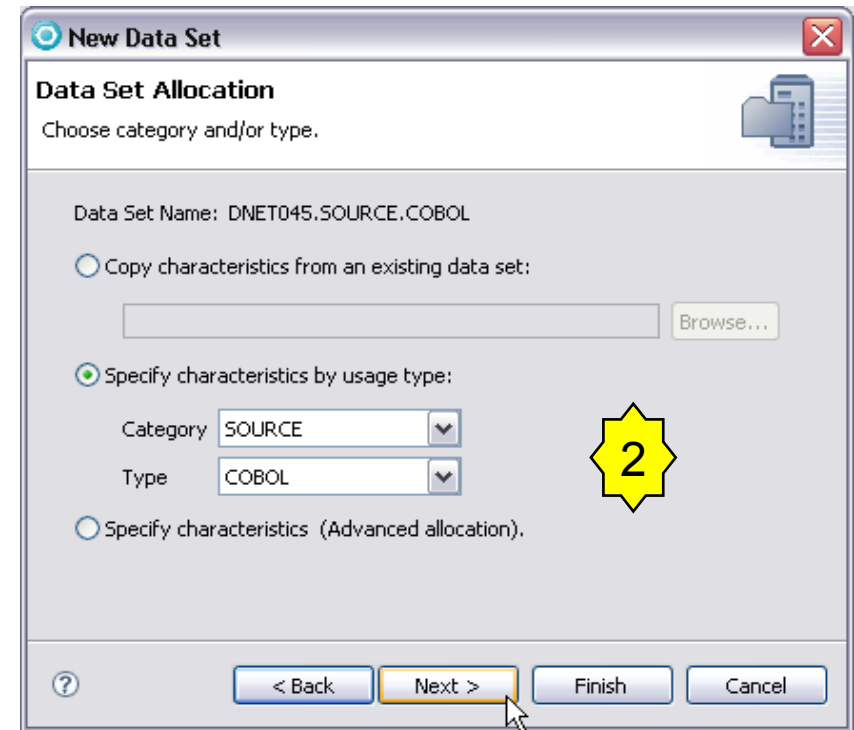 New Data Set
Data Set Allocation
Choose category and/or type.
Data Set Name: DNET045.SOURCE.COBOL
Copy characteristics from an existing data set:
Browse...
Specify characteristics by usage type:
Category SOURCE
Type COBOL
2
Specify characteristics (Advanced allocation).
? < Back Next > Finish Cancel